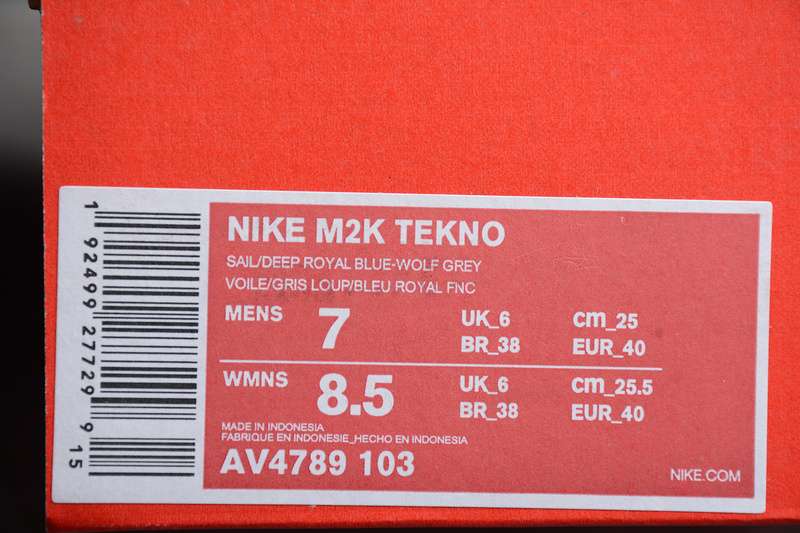 1 92499 27729 9 15
NIKE M2K TEKNO
SAIL/DEEP ROYAL BLUE-WOLF GREY
VOILE/GRIS LOUP/BLEU ROYAL FNC
MENS 7 UK_6 cm_25
BR_38 EUR_40
WMNS 8.5 UK_6 cm_25.5
BR_38 EUR_40
MADE IN INDONESIA
FABRIQUE EN INDONESIE_HECHO EN INDONESIA
AV4789 103
NIKE.COM